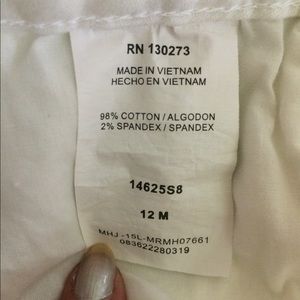 RN 130273
MADE IN VIETNAM
HECHO EN VIETNAM
98% COTTON / ALGODON
2% SPANDEX / SPANDEX
14625S8
12 M
MHJ -15L-MRMH07661
083622280319